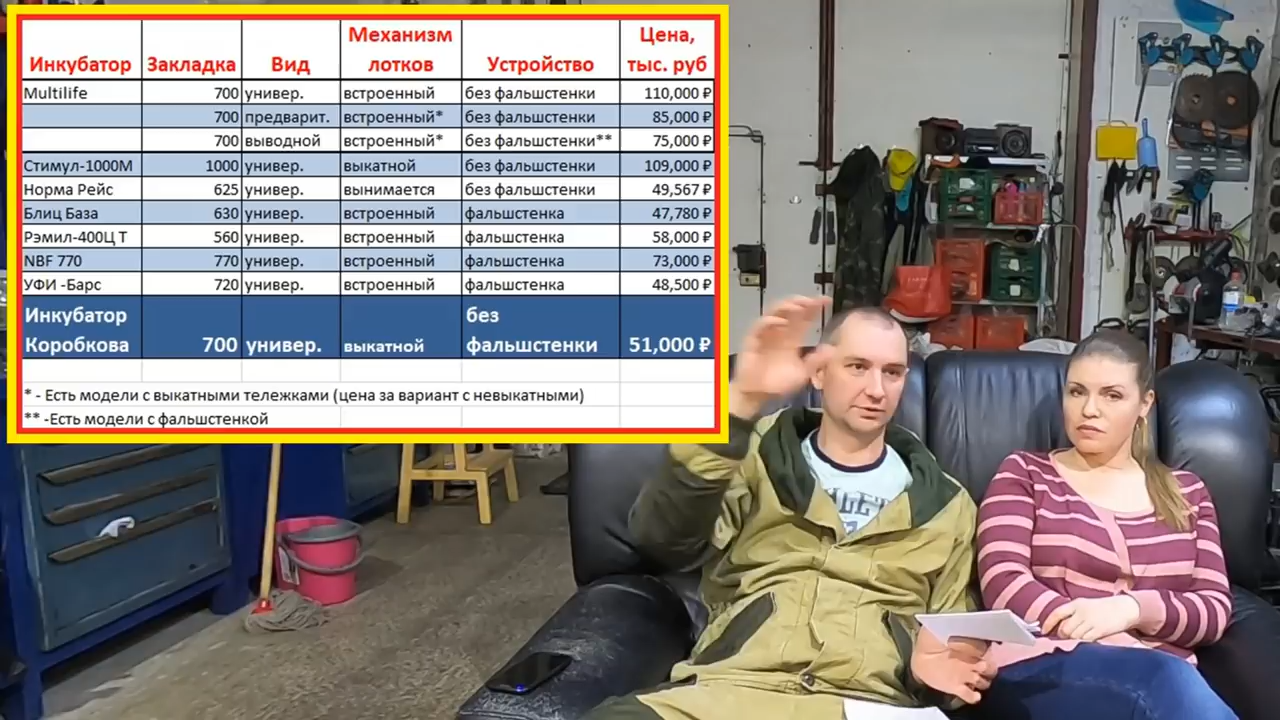 Инкубатор Закладка Вид Механизм лотков Устройство Цена, тыс. руб
Multilife 700 универ. встроенный без фальшстенки 110,000 ₽
700 предварит. встроенный* без фальшстенки 85,000 ₽
700 выводной встроенный* без фальшстенки** 75,000 ₽
Стимул-1000М 1000 универ. выкатной без фальшстенки 109,000 ₽
Норма Рейс 625 универ. вынимается без фальшстенки 49,567 ₽
Блиц База 630 универ. встроенный фальшстенка 47,780 ₽
Рэмил-400Ц Т 560 универ. встроенный фальшстенка 58,000 ₽
NBF 770 770 универ. встроенный фальшстенка 73,000 ₽
УФИ -Барс 720 универ. встроенный фальшстенка 48,500 ₽
Инкубатор Коробкова 700 универ. выкатной без фальшстенки 51,000 ₽
* - Есть модели с выкатными тележками (цена за вариант с невыкатными)
** -Есть модели с фальшстенкой